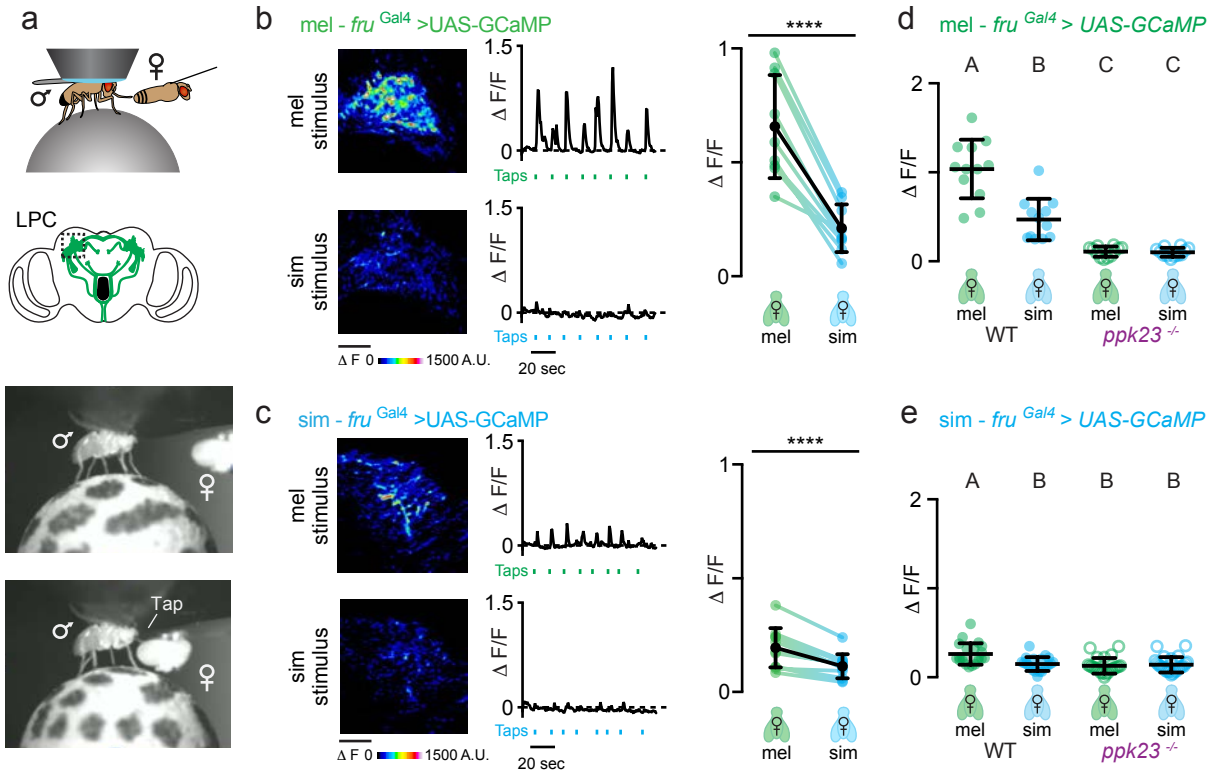 a
♂
♀
LPC
♂
♀
Tap
♂
♀
b
mel - fru Gal4 >UAS-GCaMP
mel
stimulus
1.5
Δ F/F
0
Taps
sim
stimulus
1.5
Δ F/F
0
Taps
Δ F 0 1500 A.U.
20 sec
****
1
Δ F/F
0
♀ ♀
mel sim
c
sim - fru Gal4 >UAS-GCaMP
mel
stimulus
1.5
Δ F/F
0
Taps
sim
stimulus
1.5
Δ F/F
0
Taps
Δ F 0 1500 A.U.
20 sec
****
1
Δ F/F
0
♀ ♀
mel sim
d
mel - fru Gal4 > UAS-GCaMP
A B C C
2
Δ F/F
1
0
♀ ♀ ♀ ♀
mel sim mel sim
WT ppk23 -/-
e
sim - fru Gal4 > UAS-GCaMP
A B B B
2
Δ F/F
1
0
♀ ♀ ♀ ♀
mel sim mel sim
WT ppk23 -/-